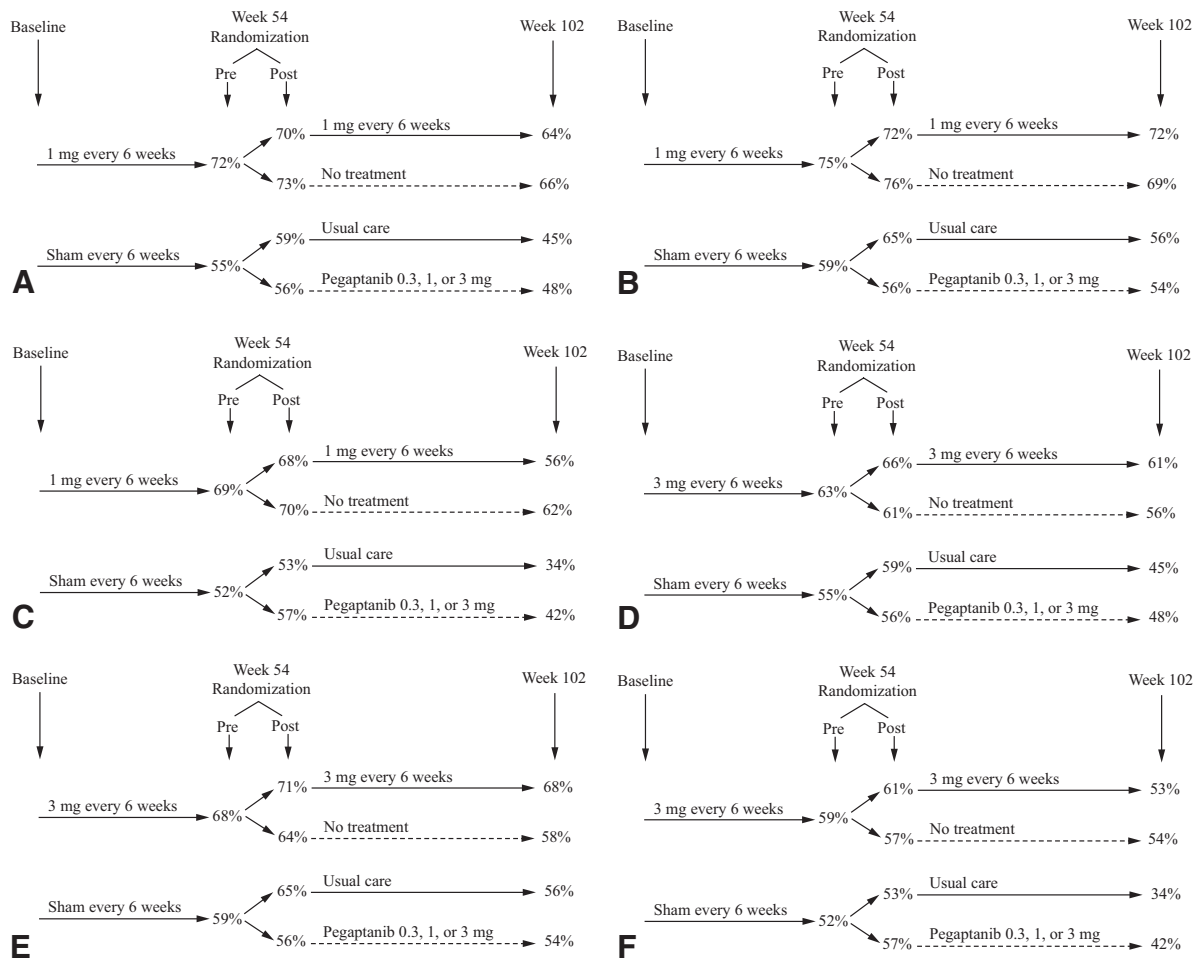 Baseline
Week 54
Randomization
Pre
Post
Week 102
1 mg every 6 weeks
72%
70%
1 mg every 6 weeks
64%
73%
No treatment
66%
Sham every 6 weeks
55%
59%
Usual care
45%
56%
Pegaptanib 0.3, 1, or 3 mg
48%
A
Baseline
Week 54
Randomization
Pre
Post
Week 102
1 mg every 6 weeks
75%
72%
1 mg every 6 weeks
72%
76%
No treatment
69%
Sham every 6 weeks
59%
65%
Usual care
56%
56%
Pegaptanib 0.3, 1, or 3 mg
54%
B
Baseline
Week 54
Randomization
Pre
Post
Week 102
1 mg every 6 weeks
69%
68%
1 mg every 6 weeks
56%
70%
No treatment
62%
Sham every 6 weeks
52%
53%
Usual care
34%
57%
Pegaptanib 0.3, 1, or 3 mg
42%
C
Baseline
Week 54
Randomization
Pre
Post
Week 102
3 mg every 6 weeks
63%
66%
3 mg every 6 weeks
61%
61%
No treatment
56%
Sham every 6 weeks
55%
59%
Usual care
45%
56%
Pegaptanib 0.3, 1, or 3 mg
48%
D
Baseline
Week 54
Randomization
Pre
Post
Week 102
3 mg every 6 weeks
68%
71%
3 mg every 6 weeks
68%
64%
No treatment
58%
Sham every 6 weeks
59%
65%
Usual care
56%
56%
Pegaptanib 0.3, 1, or 3 mg
54%
E
Baseline
Week 54
Randomization
Pre
Post
Week 102
3 mg every 6 weeks
59%
61%
3 mg every 6 weeks
53%
57%
No treatment
54%
Sham every 6 weeks
52%
53%
Usual care
34%
57%
Pegaptanib 0.3, 1, or 3 mg
42%
F